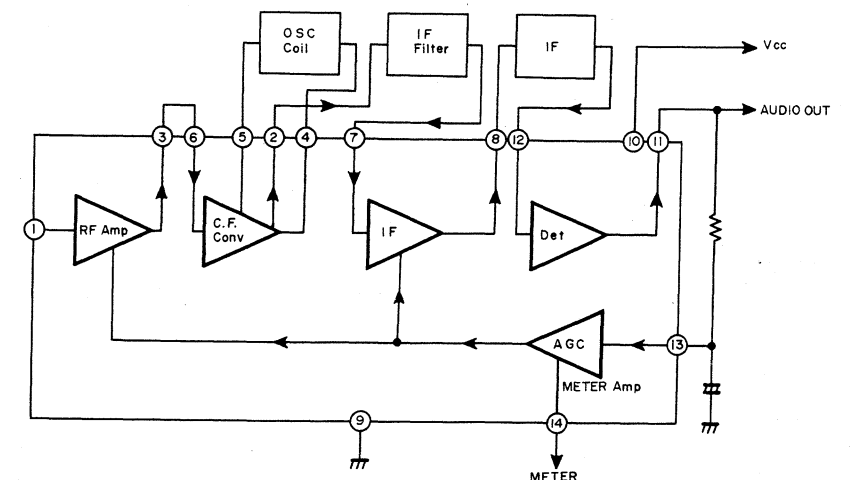 OSC
Coil
IF
Filter
IF
Vcc
AUDIO OUT
3
6
5
2
4
7
8
12
10
11
1
RF Amp
C.F.
Conv
IF
Det
AGC
13
METER Amp
9
14
METER